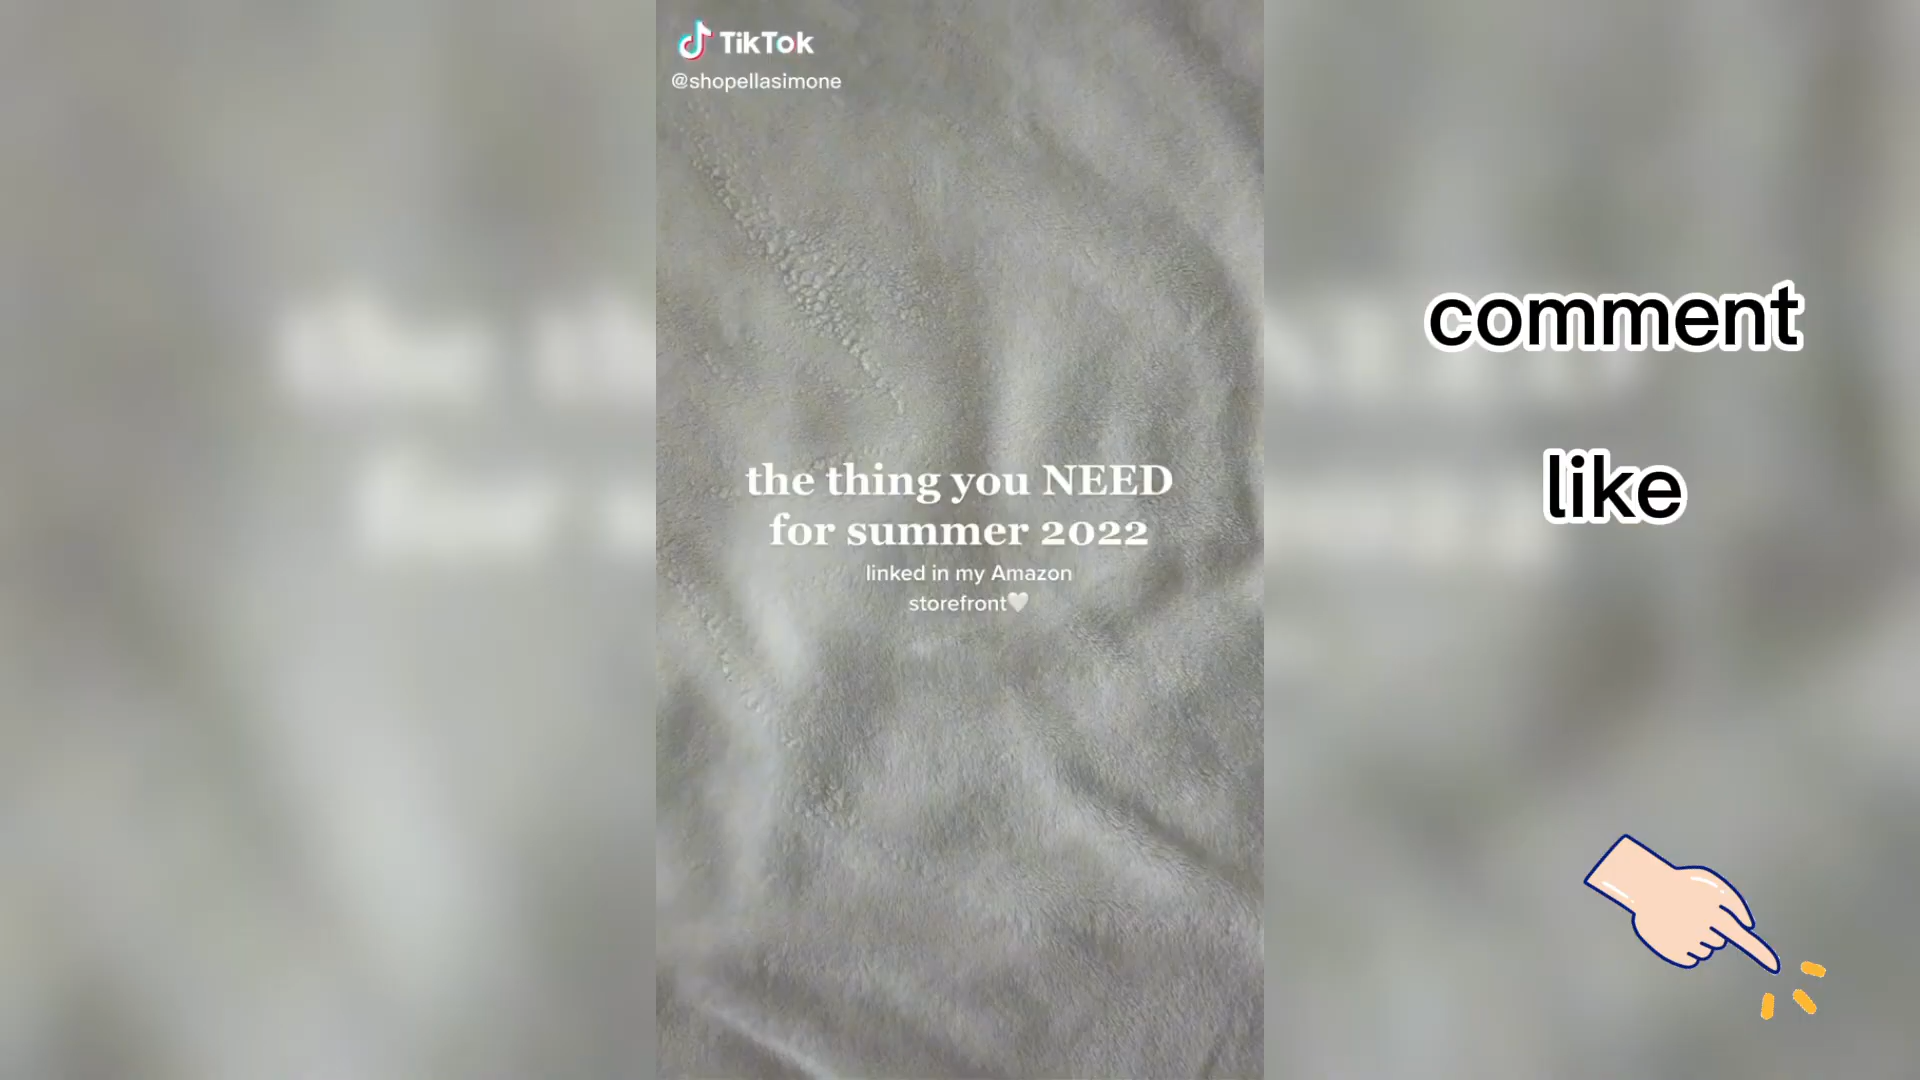 TikTok
@shopellasimone
the thing you NEED
for summer 2022
linked in my Amazon
storefront🤍
comment
like